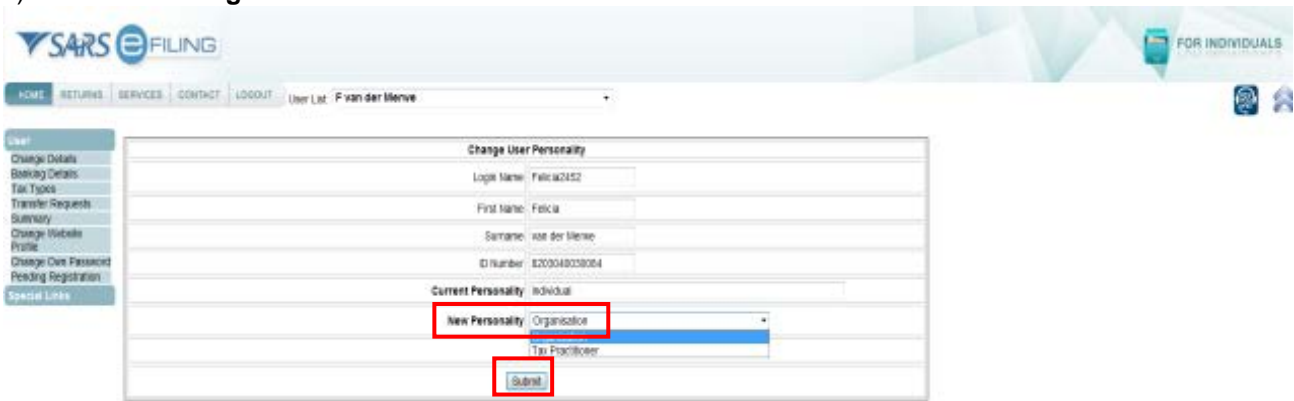 SARS eFILING
FOR INDIVIDUALS
HOME RETURNS SERVICES CONTACT LOGOUT User List: F van der Merwe
User
Change Details
Banking Details
Tax Types
Transfer Requests
Summary
Change Website
Profile
Change Own Password
Pending Registration
Special Links
Change User Personality
Login Name Felicia2452
First Name Felicia
Surname van der Merwe
ID Number
Current Personality Individual
New Personality Organisation
Tax Practitioner
Submit